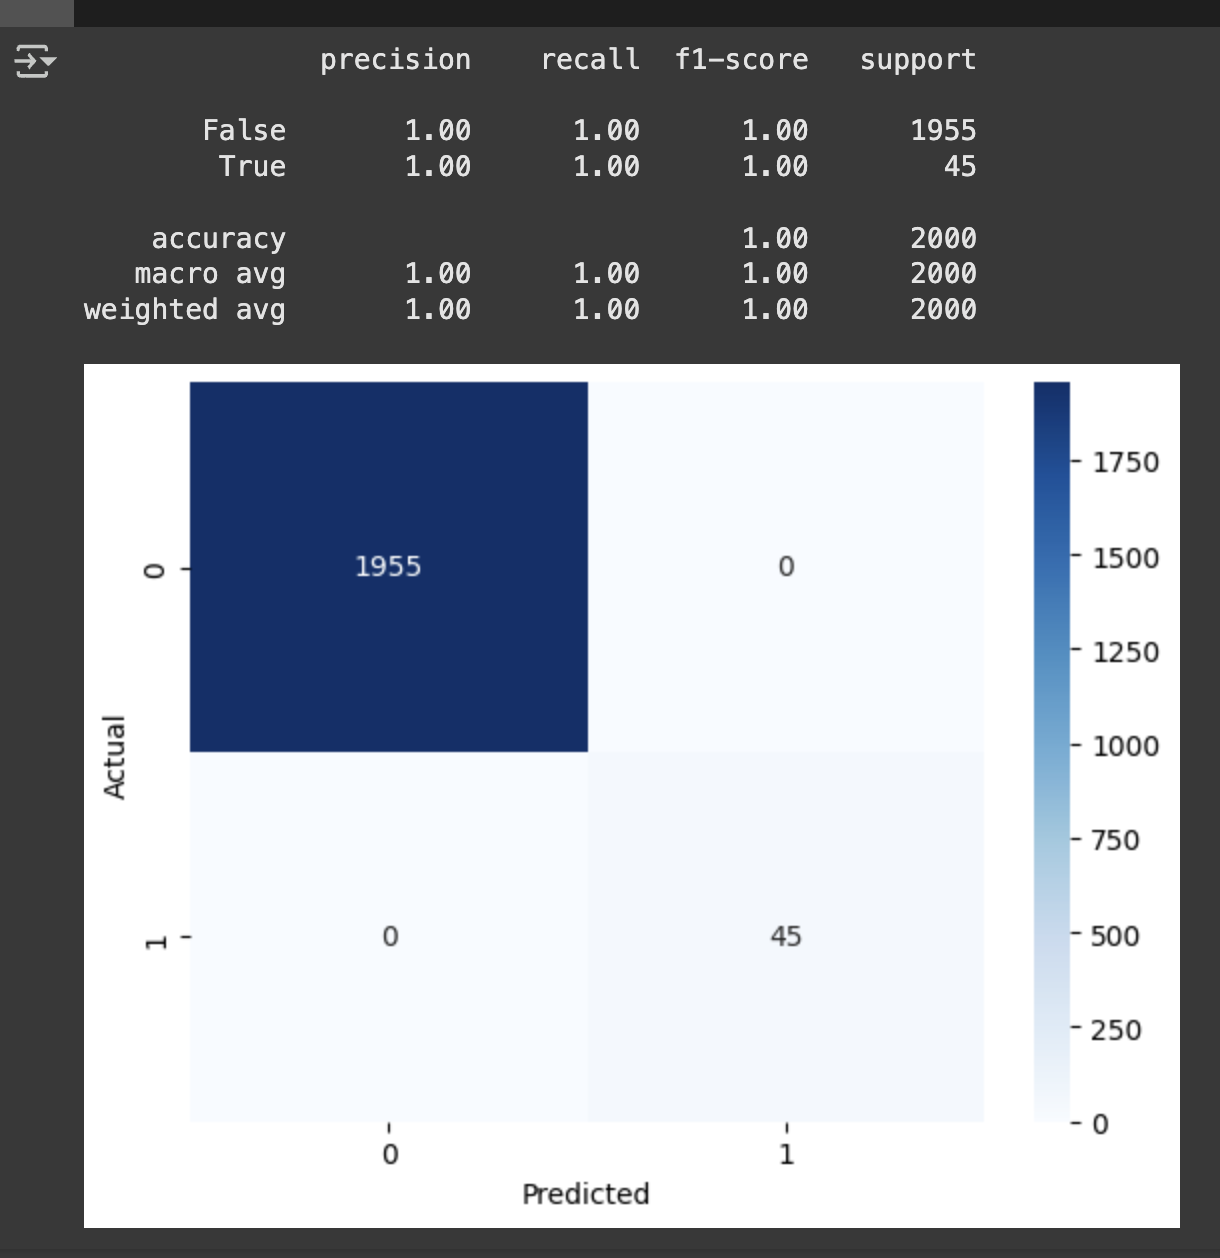 precision recall f1-score support
False 1.00 1.00 1.00 1955
True 1.00 1.00 1.00 45
accuracy 1.00 2000
macro avg 1.00 1.00 1.00 2000
weighted avg 1.00 1.00 1.00 2000
1955 0
0 45
0
1
Actual
0 1
Predicted
1750
1500
1250
1000
750
500
250
0